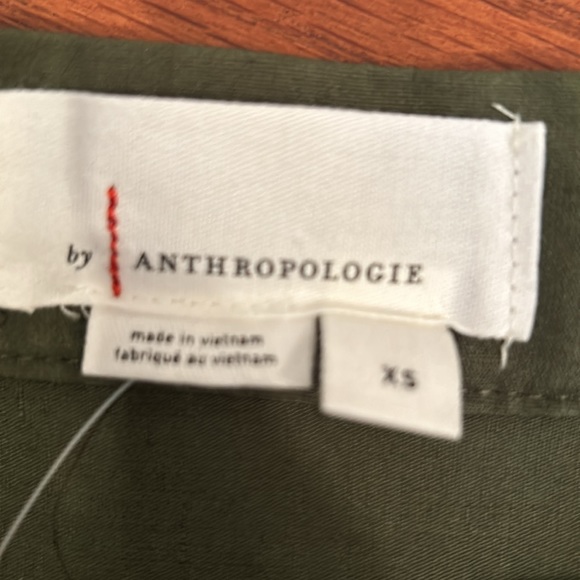 by ANTHROPOLOGIE
made in vietnam
fabriqué au vietnam
XS